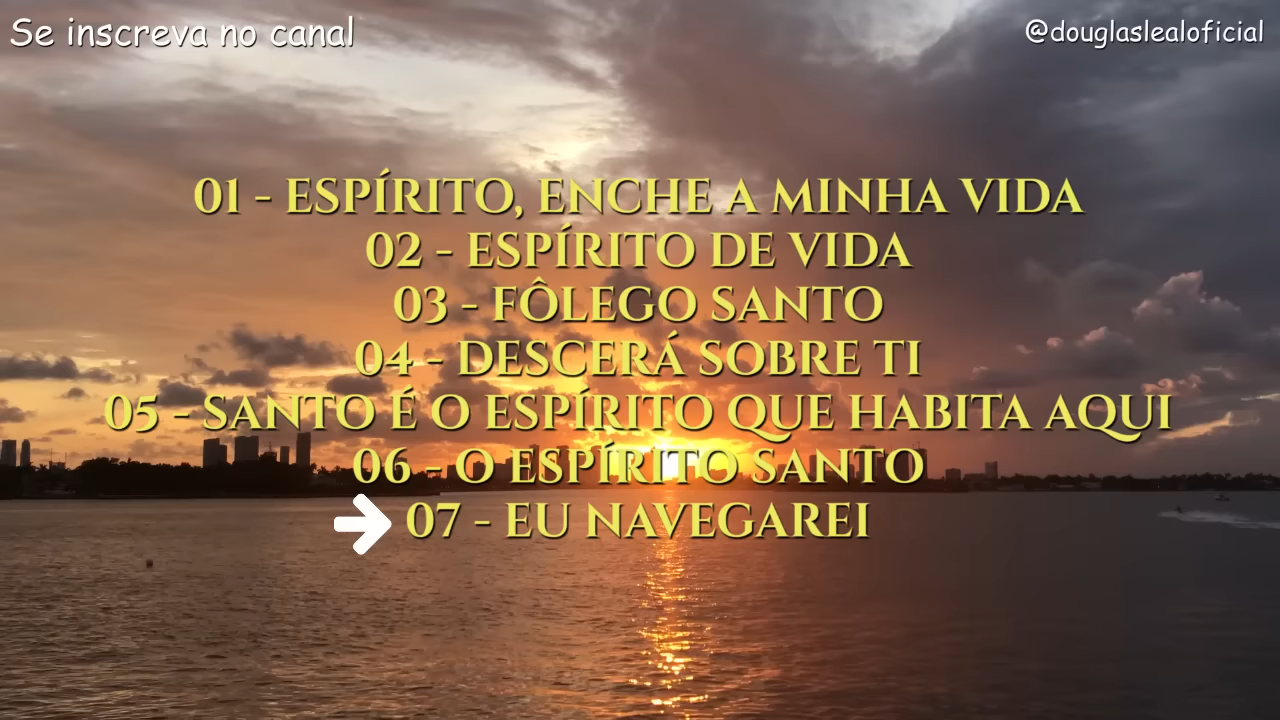 Se inscreva no canal
@douglaslealoficial
01 - ESPÍRITO, ENCHE A MINHA VIDA
02 - ESPÍRITO DE VIDA
03 - FÔLEGO SANTO
04 - DESCERÁ SOBRE TI
05 - SANTO É O ESPÍRITO QUE HABITA AQUI
06 - O ESPÍRITO SANTO
07 - EU NAVEGAREI